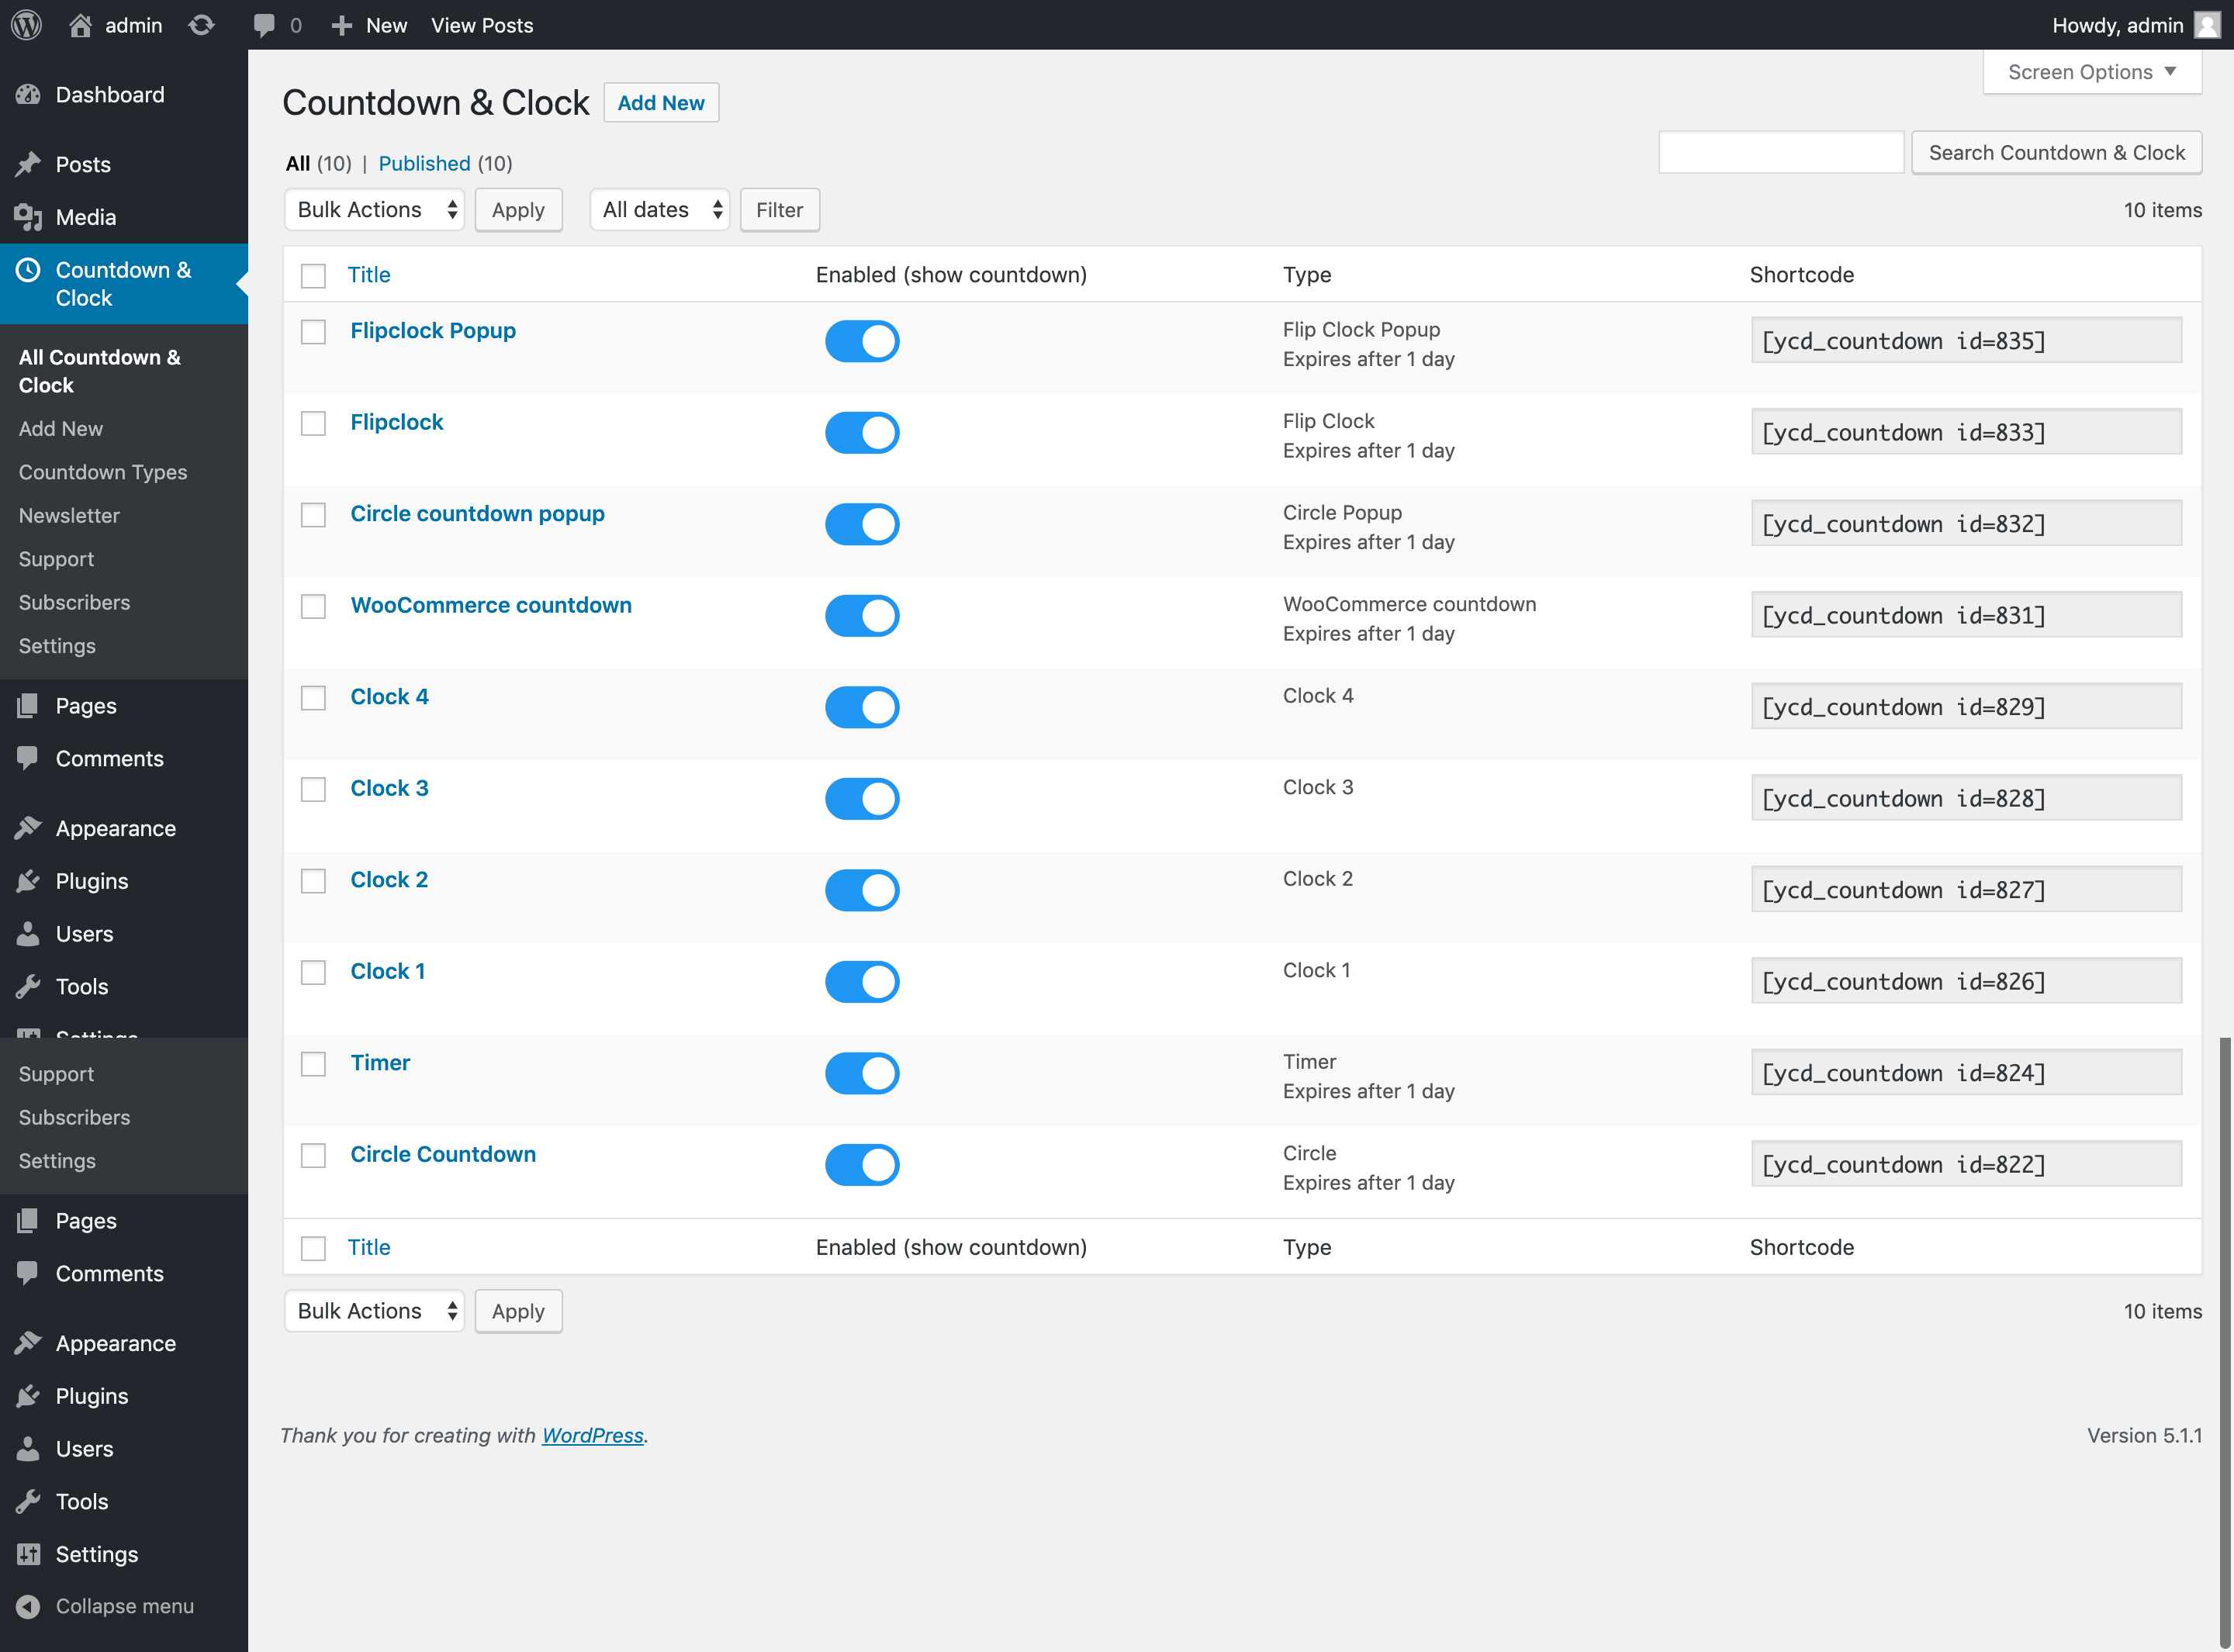 admin
0
New
View Posts
Howdy, admin
Dashboard
Posts
Media
Countdown &
Clock
All Countdown &
Clock
Add New
Countdown Types
Newsletter
Support
Subscribers
Settings
Pages
Comments
Appearance
Plugins
Users
Tools
Settings
Support
Subscribers
Settings
Pages
Comments
Appearance
Plugins
Users
Tools
Settings
Collapse menu
Screen Options
Countdown & Clock
Add New
All (10) | Published (10)
Search Countdown & Clock
Bulk Actions
Apply
All dates
Filter
10 items
Title
Enabled (show countdown)
Type
Shortcode
Flipclock Popup
Flip Clock Popup
Expires after 1 day
[ycd_countdown id=835]
Flipclock
Flip Clock
Expires after 1 day
[ycd_countdown id=833]
Circle countdown popup
Circle Popup
Expires after 1 day
[ycd_countdown id=832]
WooCommerce countdown
WooCommerce countdown
Expires after 1 day
[ycd_countdown id=831]
Clock 4
Clock 4
[ycd_countdown id=829]
Clock 3
Clock 3
[ycd_countdown id=828]
Clock 2
Clock 2
[ycd_countdown id=827]
Clock 1
Clock 1
[ycd_countdown id=826]
Timer
Timer
Expires after 1 day
[ycd_countdown id=824]
Circle Countdown
Circle
Expires after 1 day
[ycd_countdown id=822]
Title
Enabled (show countdown)
Type
Shortcode
Bulk Actions
Apply
10 items
Thank you for creating with WordPress.
Version 5.1.1